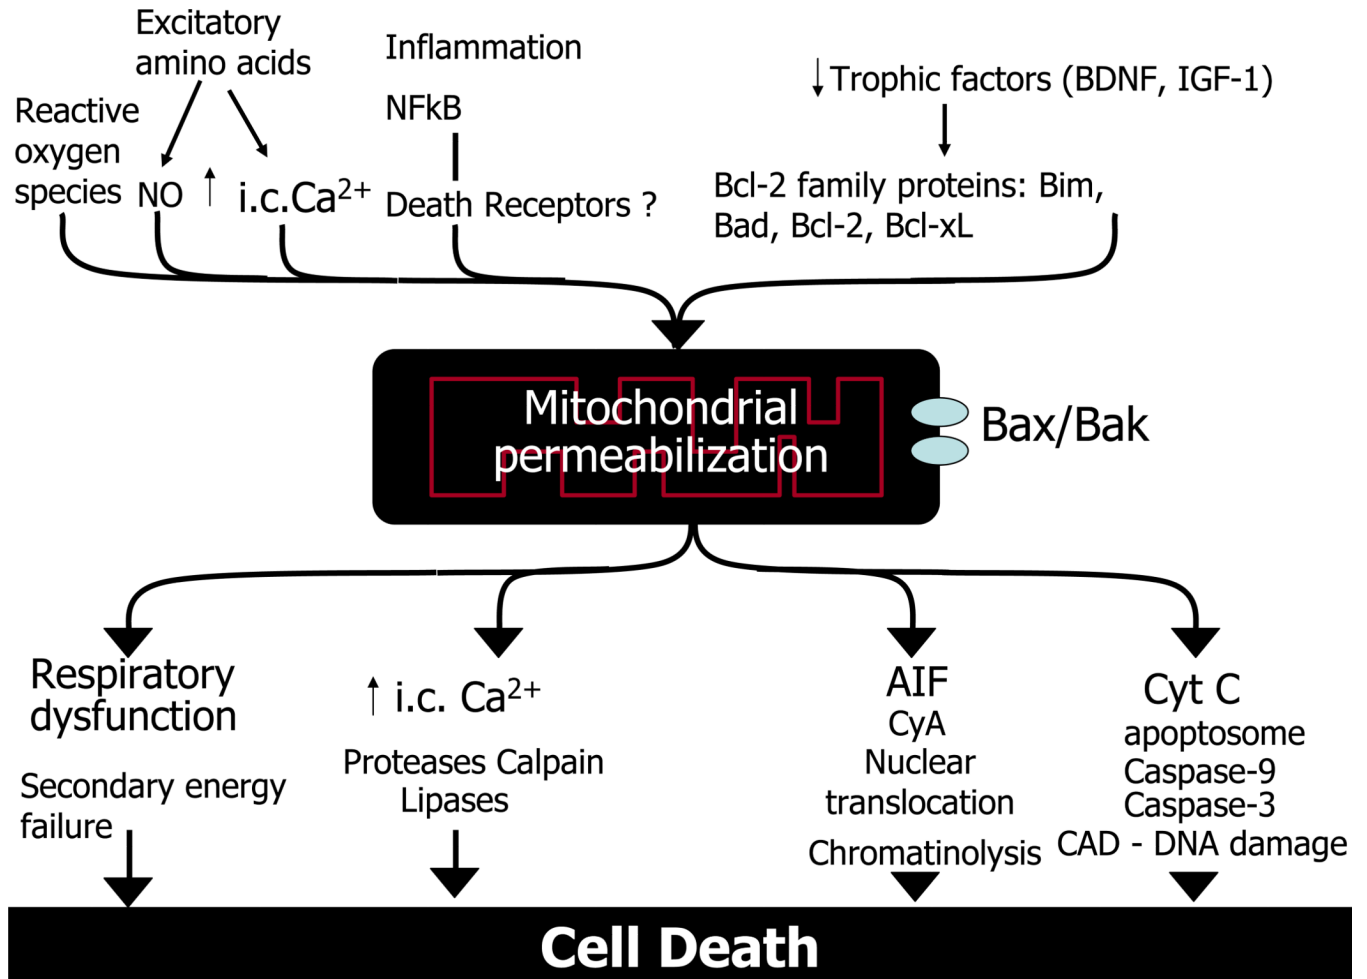 Excitatory
amino acids
Reactive
oxygen
species
NO
↑ i.c.Ca²⁺
Inflammation
NFkB
Death Receptors ?
↓ Trophic factors (BDNF, IGF-1)
Bcl-2 family proteins: Bim,
Bad, Bcl-2, Bcl-xL
Mitochondrial
permeabilization
Bax/Bak
Respiratory
dysfunction
Secondary energy
failure
↑ i.c. Ca²⁺
Proteases Calpain
Lipases
AIF
CyA
Nuclear
translocation
Chromatinolysis
Cyt C
apoptosome
Caspase-9
Caspase-3
CAD - DNA damage
Cell Death